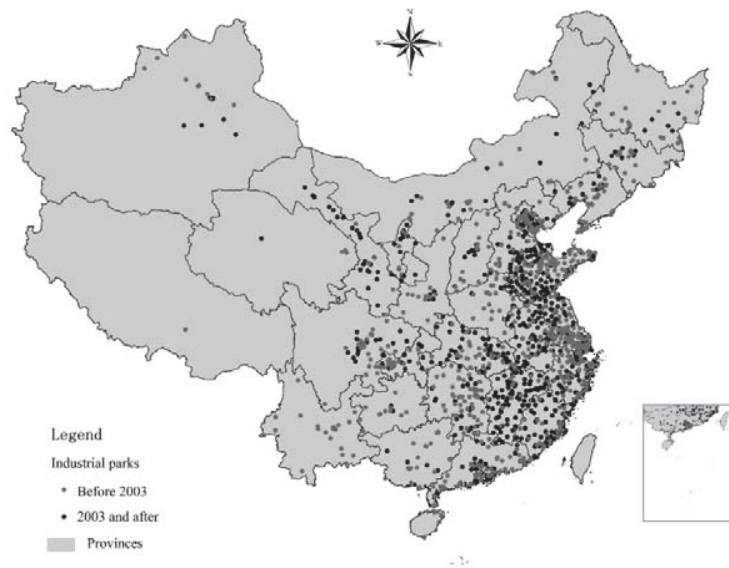 N
W E
S
Legend
Industrial parks
Before 2003
2003 and after
Provinces